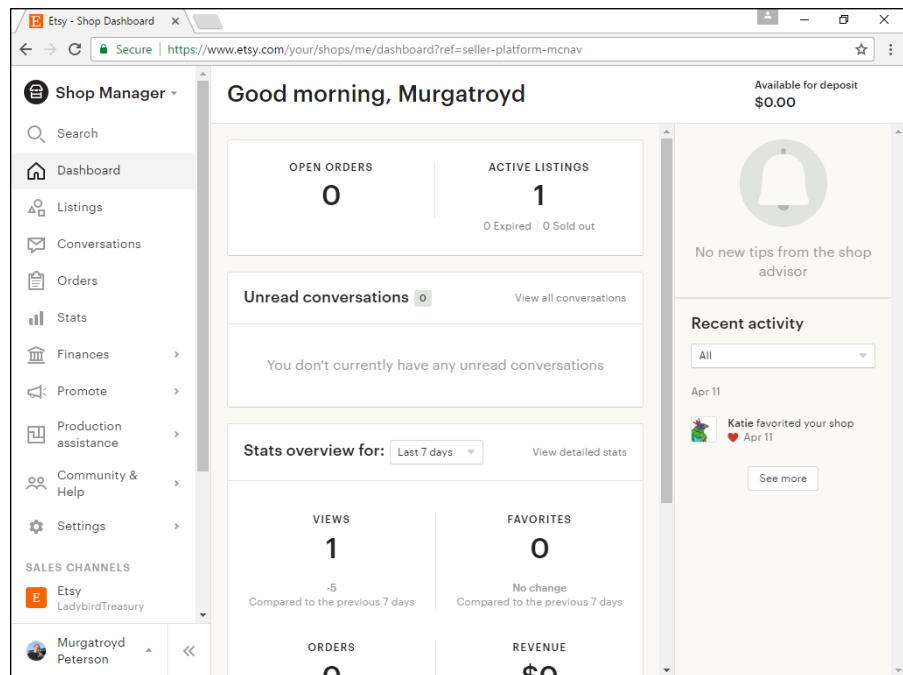 Etsy - Shop Dashboard
Secure
https://www.etsy.com/your/shops/me/dashboard?ref=seller-platform-mcnav
Shop Manager
Search
Dashboard
Listings
Conversations
Orders
Stats
Finances
Promote
Production
assistance
Community &
Help
Settings
SALES CHANNELS
E
Etsy
LadybirdTreasury
Murgatroyd
Peterson
Good morning, Murgatroyd
Available for deposit
$0.00
OPEN ORDERS
0
ACTIVE LISTINGS
1
0 Expired | 0 Sold out
Unread conversations 0
View all conversations
You don't currently have any unread conversations
Stats overview for: Last 7 days
View detailed stats
VIEWS
1
-5
Compared to the previous 7 days
FAVORITES
0
No change
Compared to the previous 7 days
ORDERS
0
REVENUE
$0
No new tips from the shop
advisor
Recent activity
All
Apr 11
Katie favorited your shop
Apr 11
See more